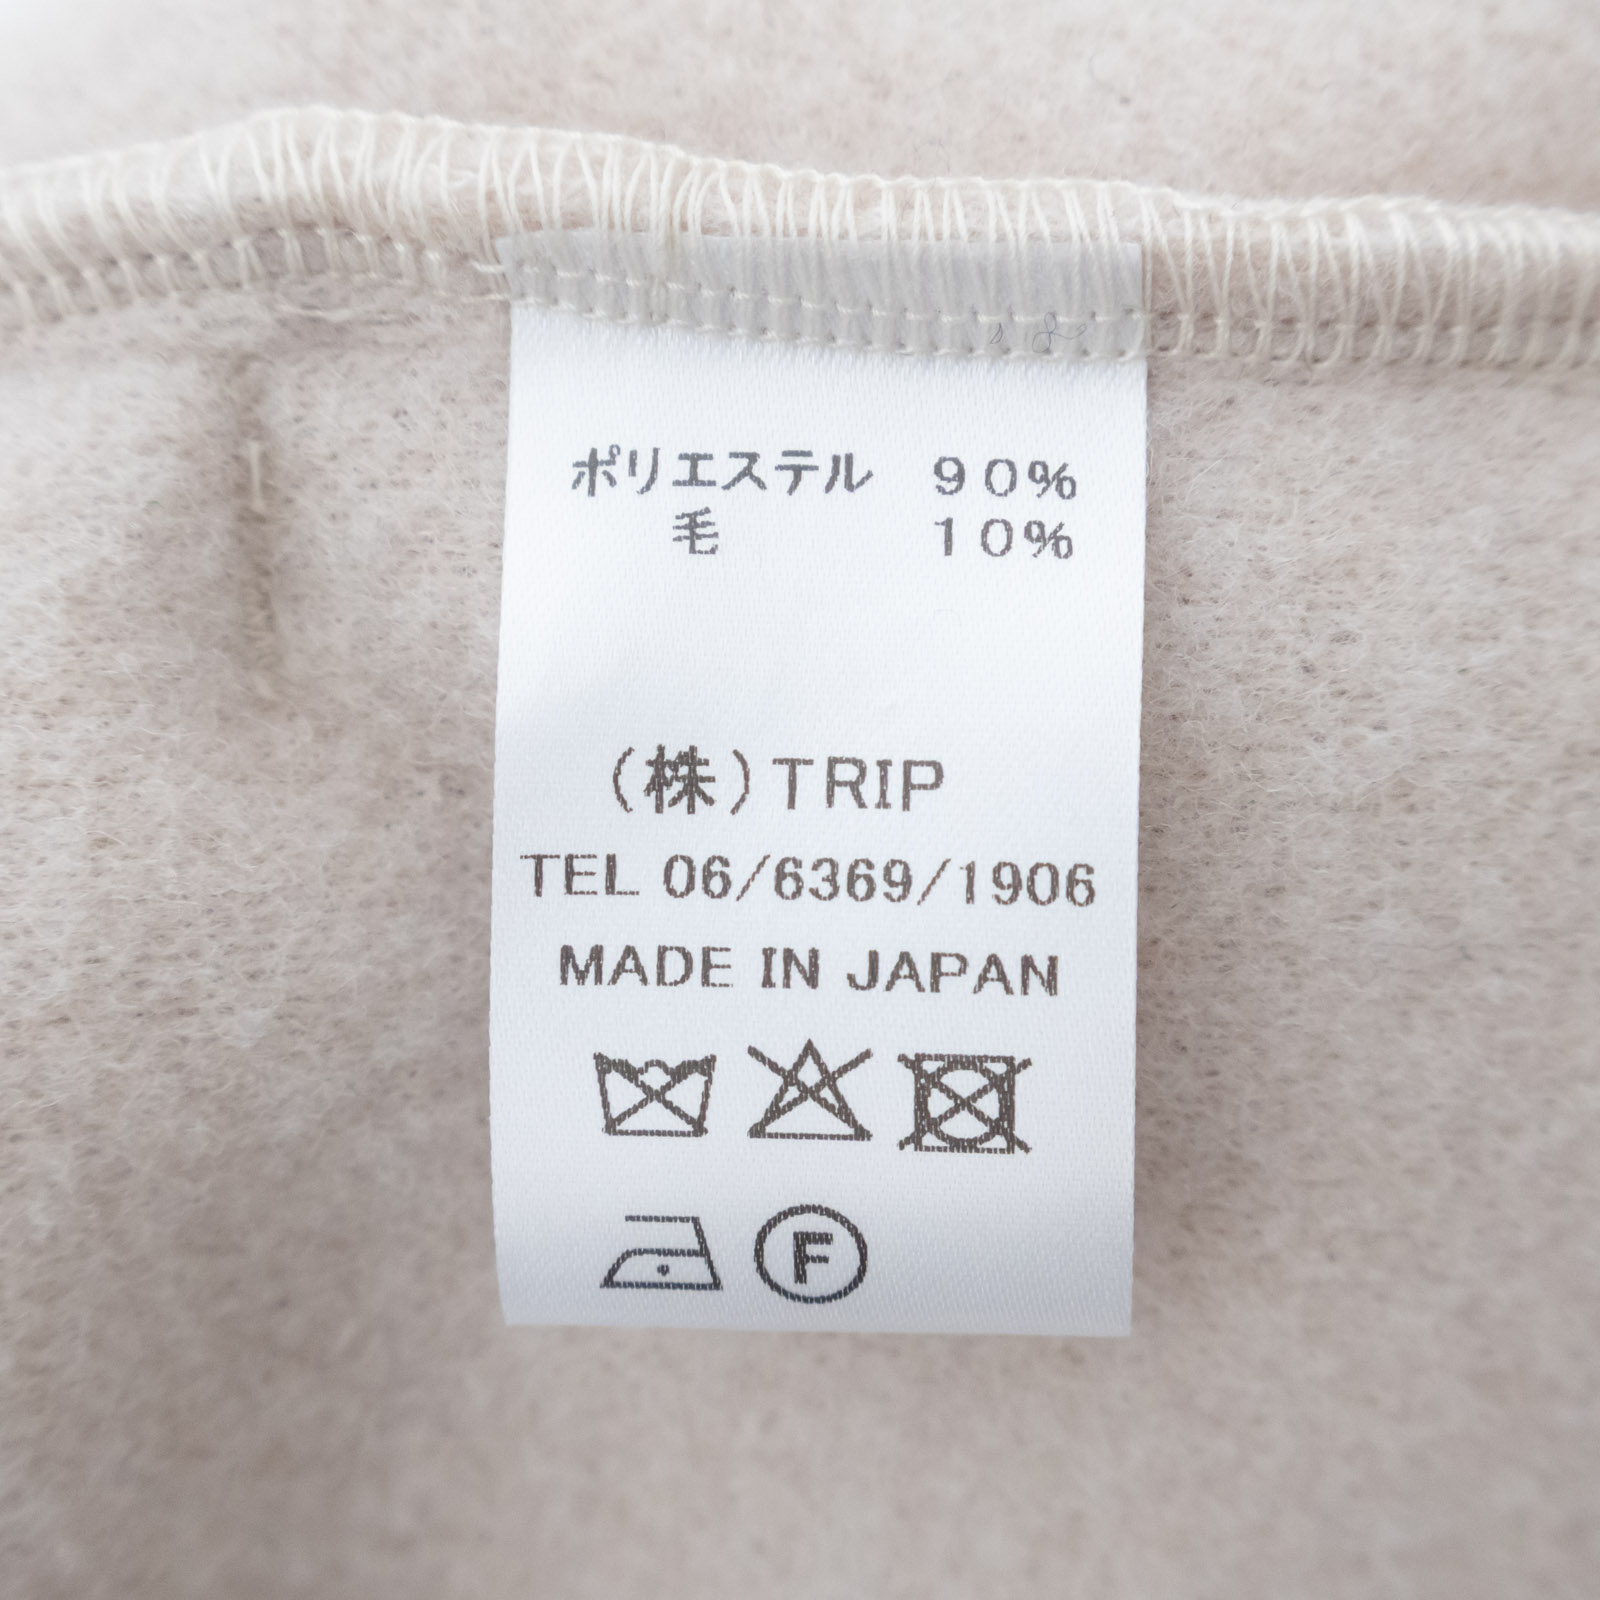 ポリエステル 90%
毛 10%
(株)TRIP
TEL 06/6369/1906
MADE IN JAPAN
F